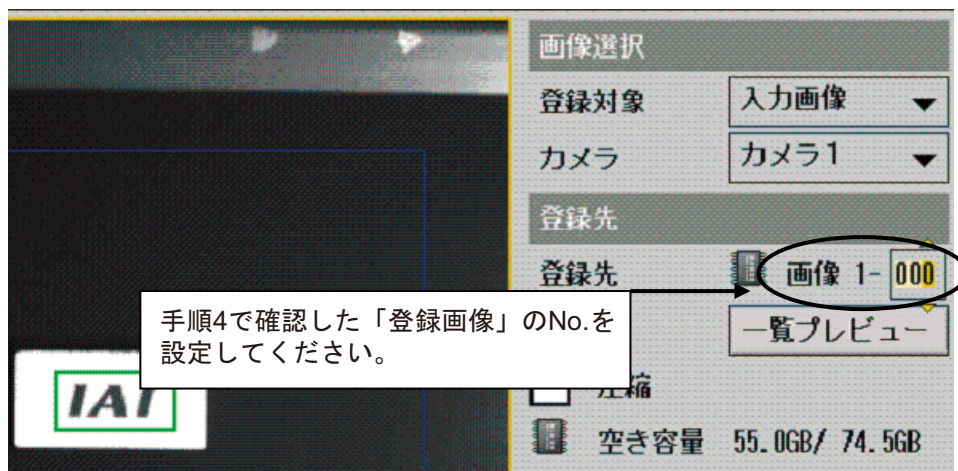 画像選択
登録対象 入力画像
カメラ カメラ1
登録先
登録先 画像 1- 000
手順4で確認した「登録画像」のNo.を
設定してください。
一覧プレビュー
圧縮
IAI
空き容量 55.0GB/ 74.5GB